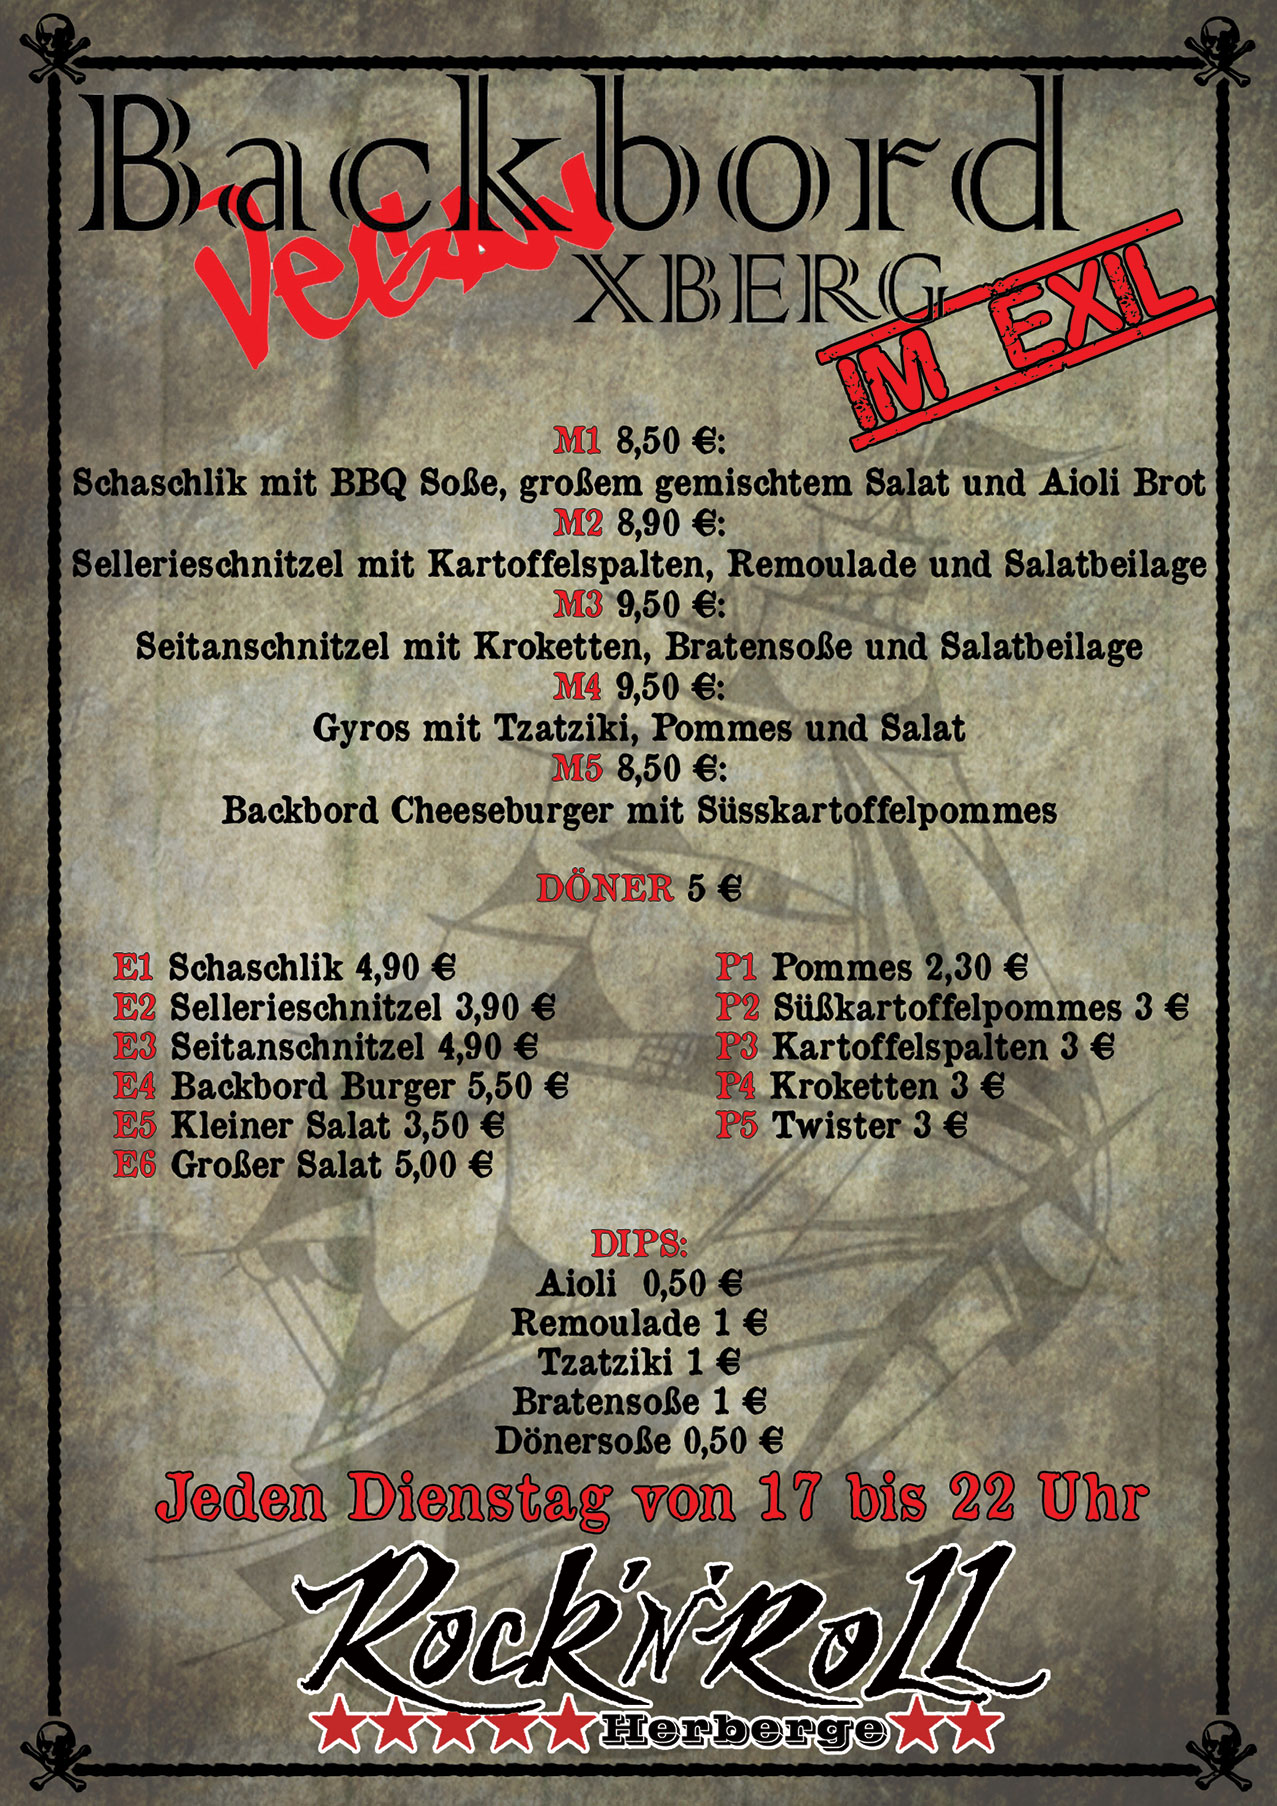 Backbord
Vegan
XBERG
IM EXIL
M1 8,50 €:
Schaschlik mit BBQ Soße, großem gemischtem Salat und Aioli Brot
M2 8,90 €:
Sellerieschnitzel mit Kartoffelspalten, Remoulade und Salatbeilage
M3 9,50 €:
Seitanschnitzel mit Kroketten, Bratensoße und Salatbeilage
M4 9,50 €:
Gyros mit Tzatziki, Pommes und Salat
M5 8,50 €:
Backbord Cheeseburger mit Süsskartoffelpommes
DÖNER 5 €
E1 Schaschlik 4,90 €
E2 Sellerieschnitzel 3,90 €
E3 Seitanschnitzel 4,90 €
E4 Backbord Burger 5,50 €
E5 Kleiner Salat 3,50 €
E6 Großer Salat 5,00 €
P1 Pommes 2,30 €
P2 Süßkartoffelpommes 3 €
P3 Kartoffelspalten 3 €
P4 Kroketten 3 €
P5 Twister 3 €
DIPS:
Aioli 0,50 €
Remoulade 1 €
Tzatziki 1 €
Bratensoße 1 €
Dönersoße 0,50 €
Jeden Dienstag von 17 bis 22 Uhr
Rock'n'Roll
Herberge